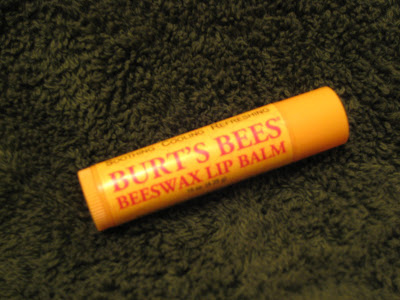 SOOTHING COOLING REFRESHING
BURT'S BEES
BEESWAX LIP BALM